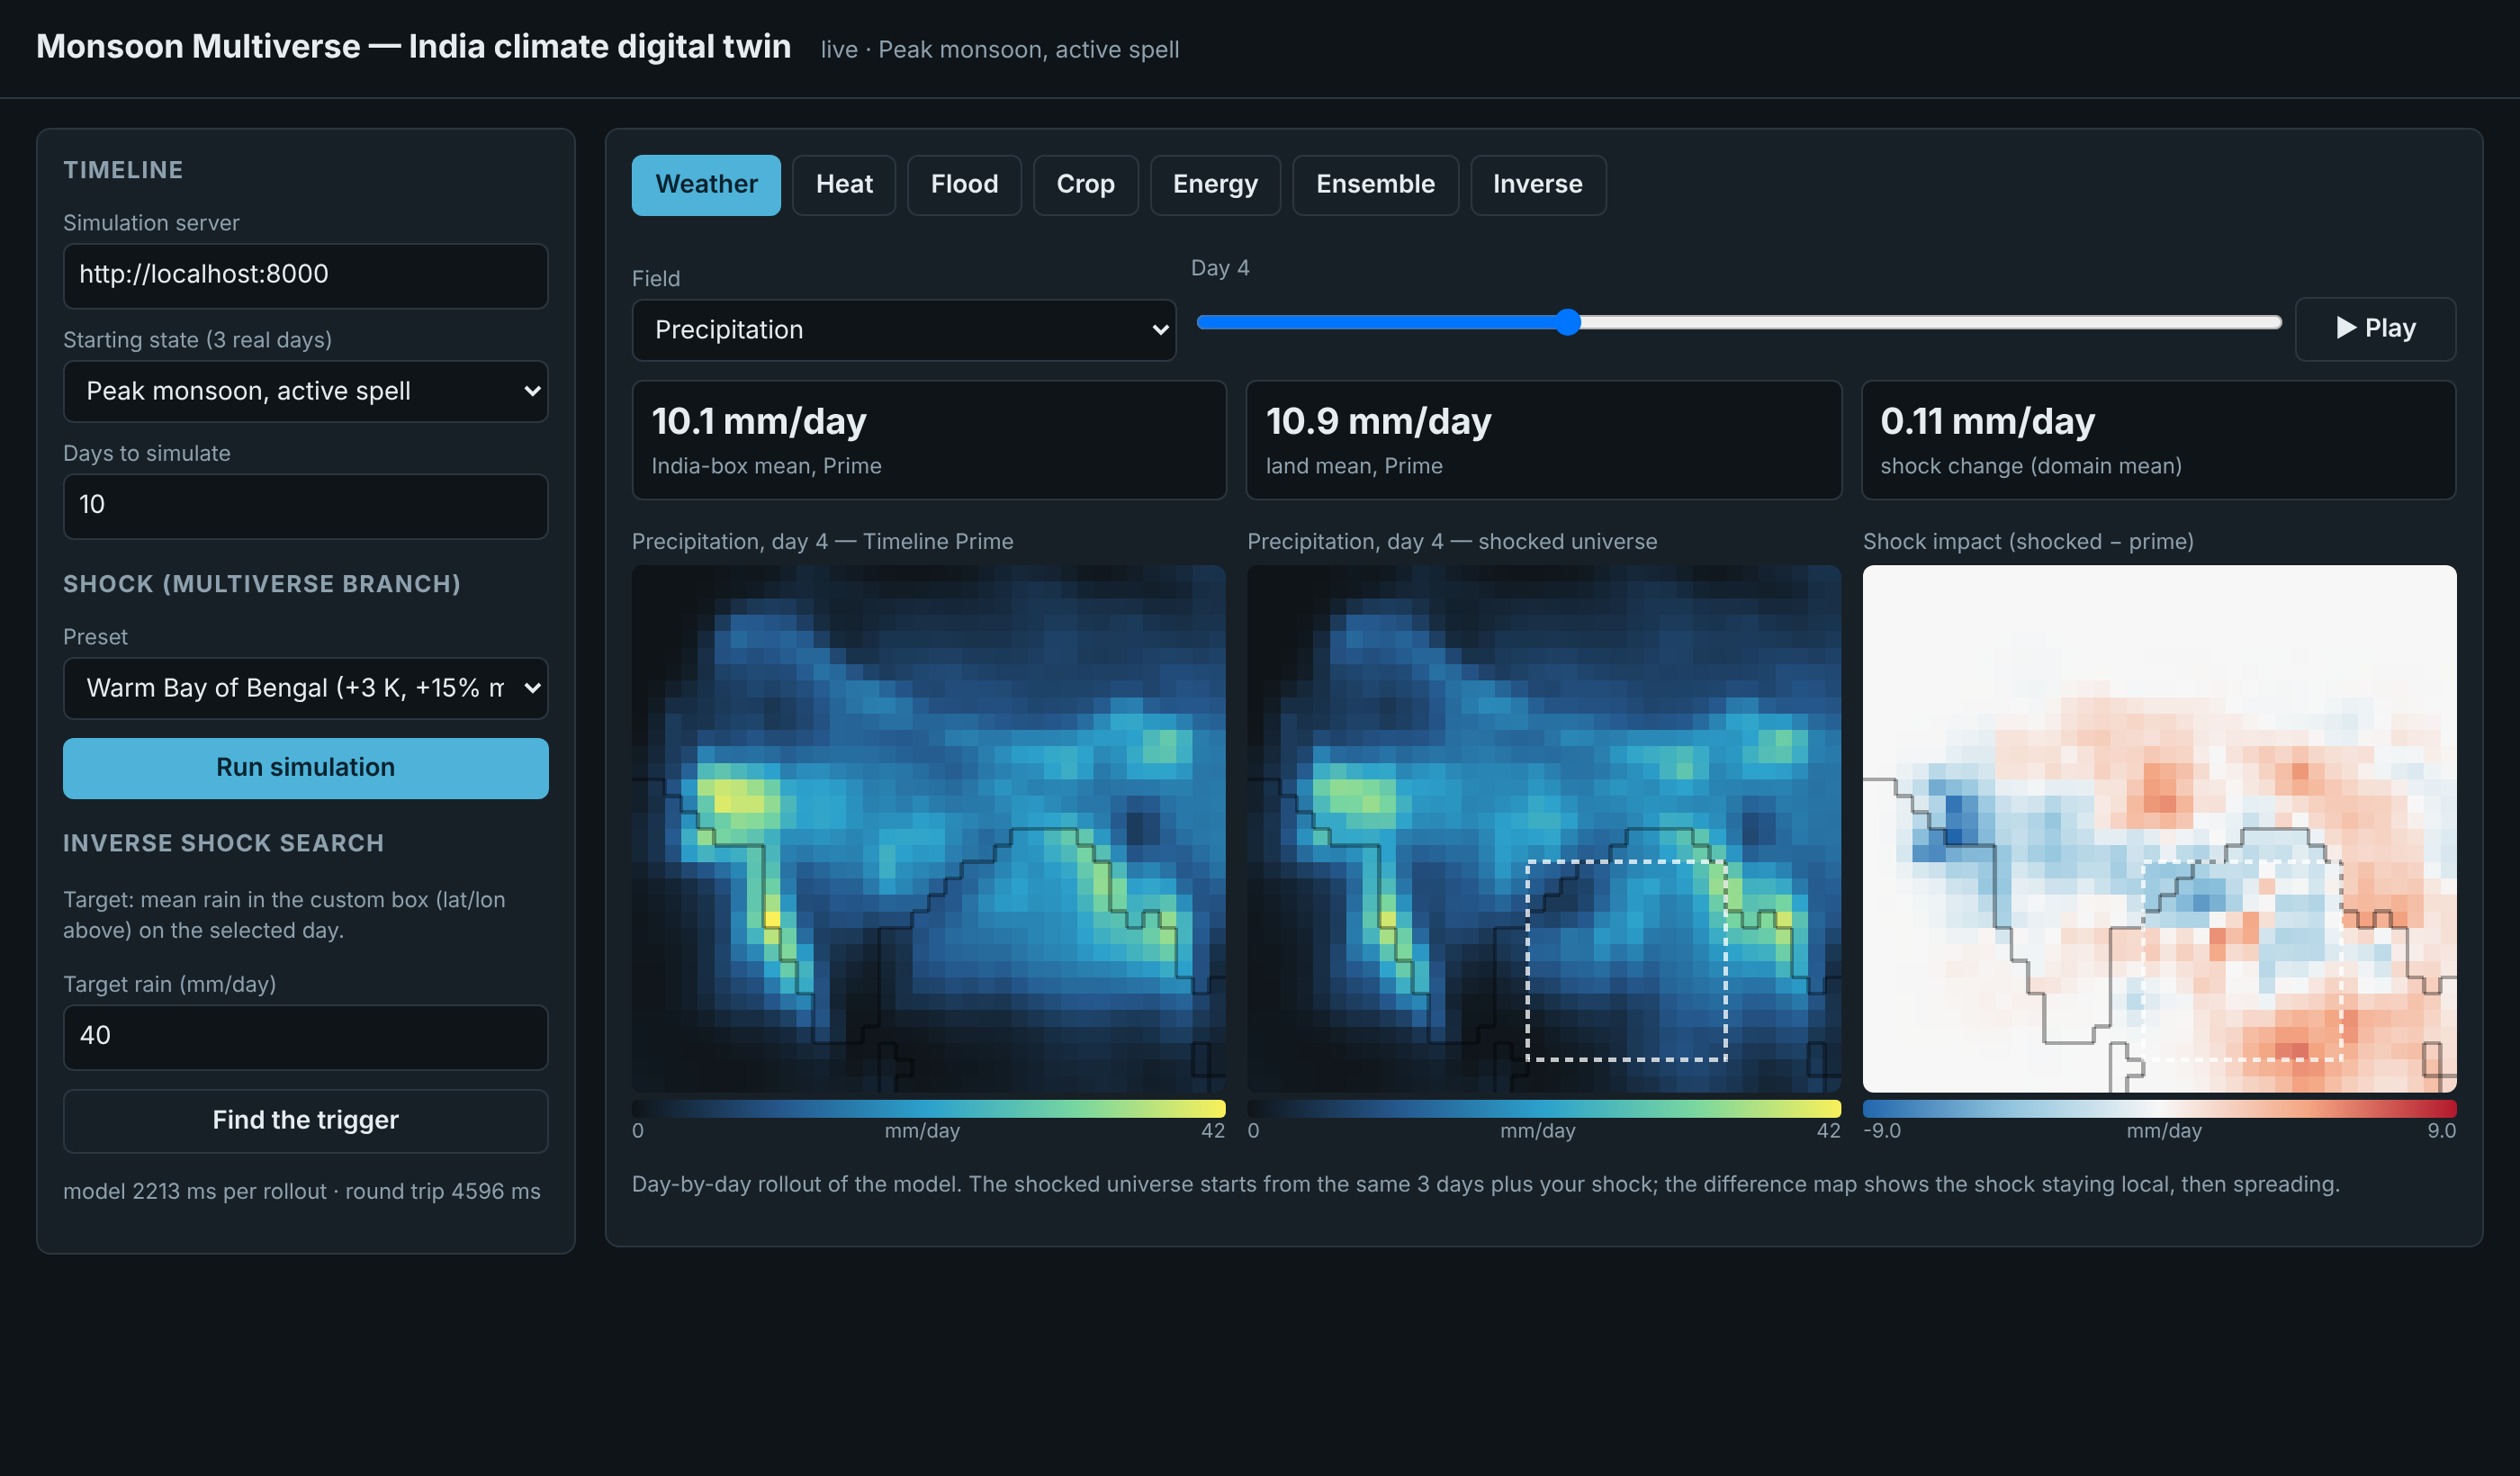 Monsoon Multiverse — India climate digital twin
live · Peak monsoon, active spell
TIMELINE
Simulation server
http://localhost:8000
Starting state (3 real days)
Peak monsoon, active spell
Days to simulate
10
SHOCK (MULTIVERSE BRANCH)
Preset
Warm Bay of Bengal (+3 K, +15% m
Run simulation
INVERSE SHOCK SEARCH
Target: mean rain in the custom box (lat/lon
above) on the selected day.
Target rain (mm/day)
40
Find the trigger
model 2213 ms per rollout · round trip 4596 ms
Weather
Heat
Flood
Crop
Energy
Ensemble
Inverse
Field
Precipitation
Day 4
▶ Play
10.1 mm/day
India-box mean, Prime
10.9 mm/day
land mean, Prime
0.11 mm/day
shock change (domain mean)
Precipitation, day 4 — Timeline Prime
0 mm/day 42
Precipitation, day 4 — shocked universe
0 mm/day 42
Shock impact (shocked − prime)
-9.0 mm/day 9.0
Day-by-day rollout of the model. The shocked universe starts from the same 3 days plus your shock; the difference map shows the shock staying local, then spreading.